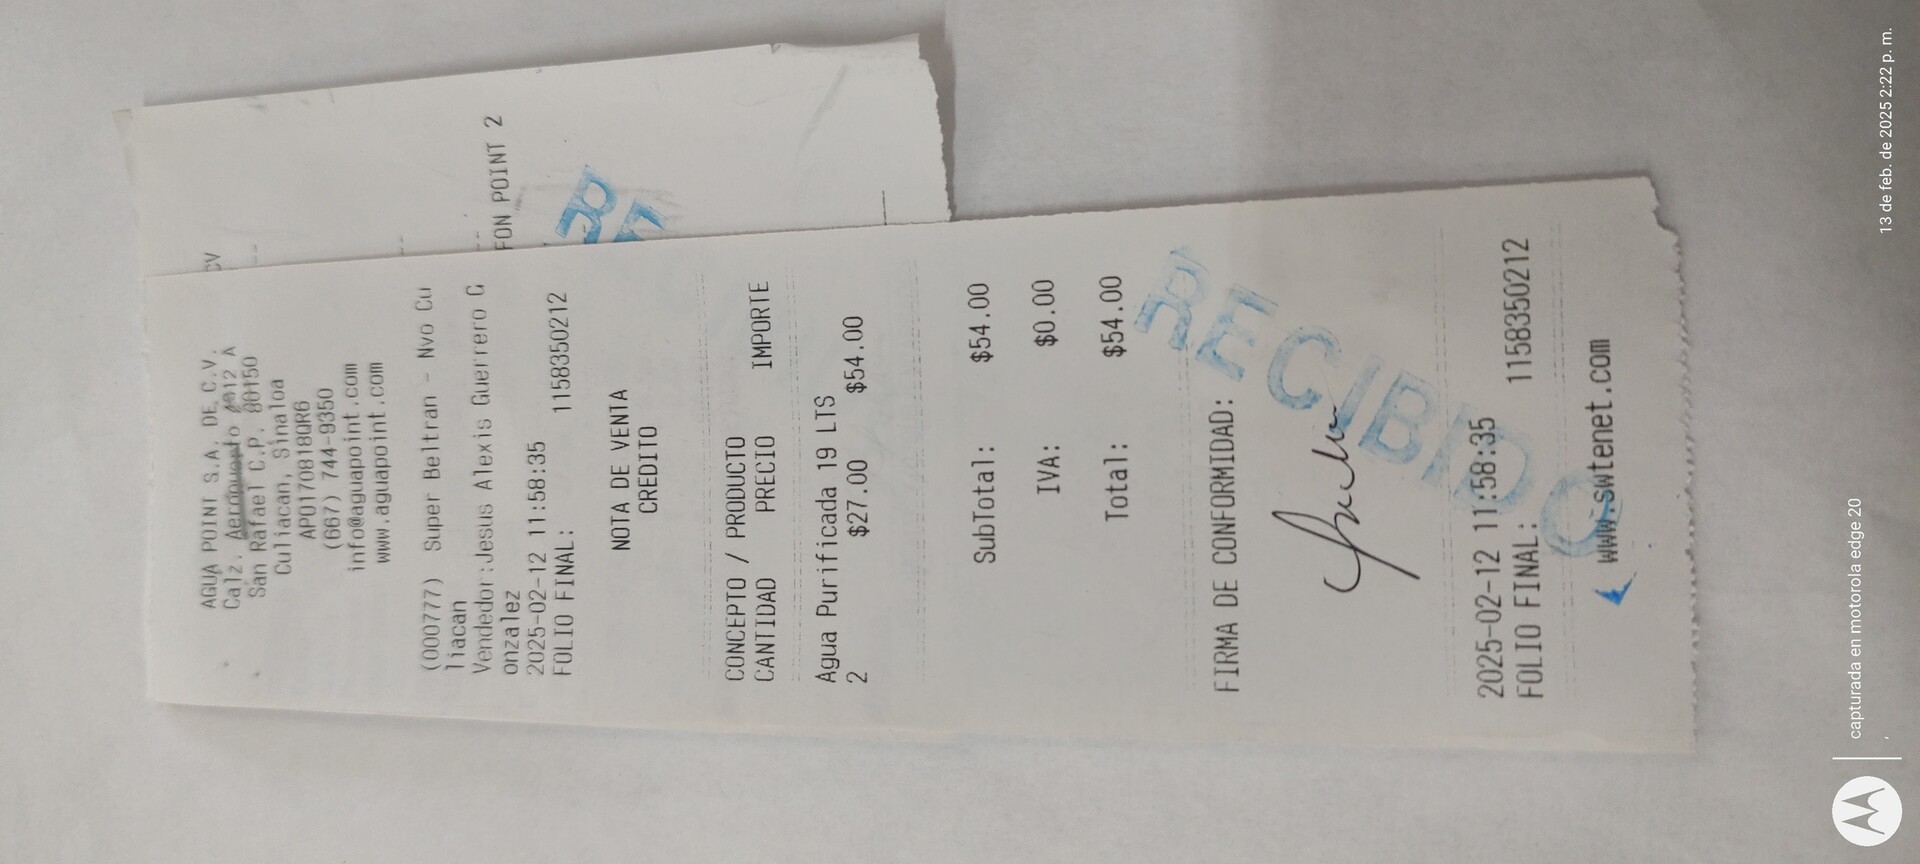 AGUA POINT S.A. DE C.V.
Calz. Aeropuerto 4912 A
San Rafael C.P. 80150
Culiacan, Sinaloa
APO170818QR6
(667) 744-9350
info@aguapoint.com
www.aguapoint.com
(000777) Super Beltran - Nvo Cu
liacan
Vendedor:Jesus Alexis Guerrero G
onzalez
2025-02-12 11:58:35
FOLIO FINAL: 1158350212
NOTA DE VENTA
CREDITO
CONCEPTO / PRODUCTO
CANTIDAD PRECIO IMPORTE
Agua Purificada 19 LTS
2 $27.00 $54.00
SubTotal: $54.00
IVA: $0.00
Total: $54.00
FIRMA DE CONFORMIDAD:
RECIBIDO
2025-02-12 11:58:35
FOLIO FINAL: 1158350212
www.swtenet.com
CV
FON POINT 2
RE
capturada en motorola edge 20
13 de feb. de 2025 2:22 p. m.